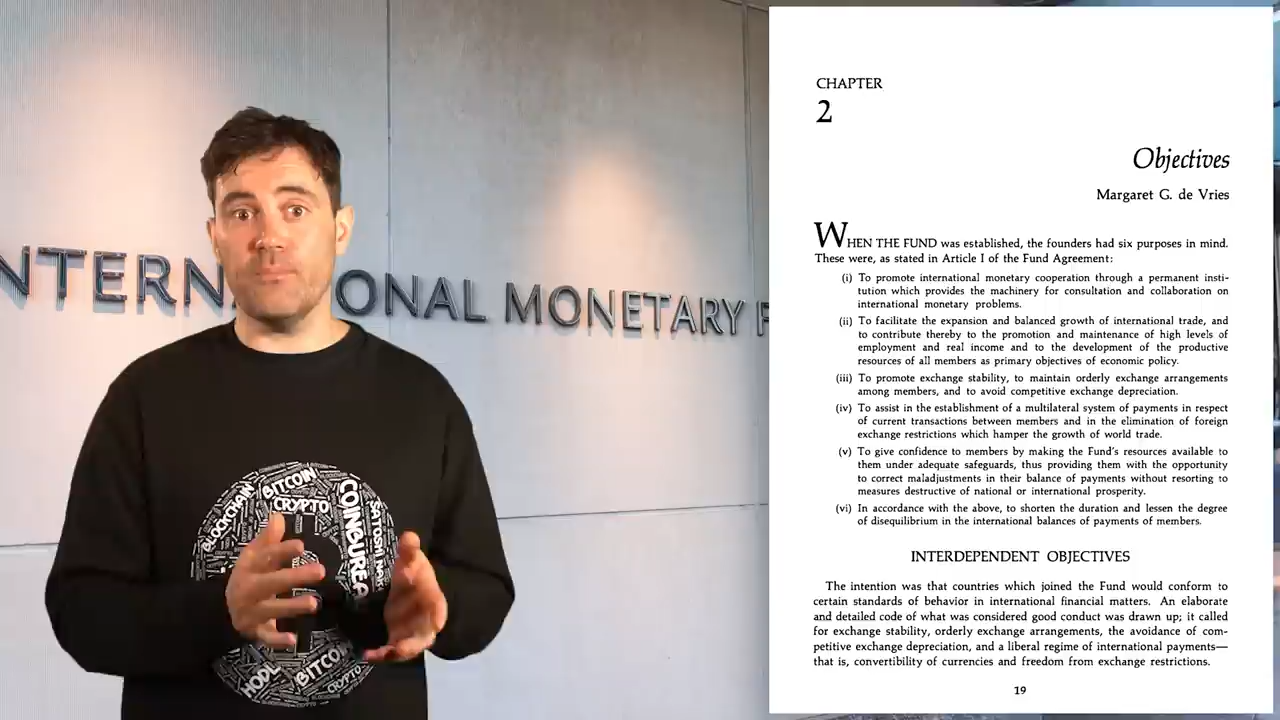 INTERNATIONAL MONETARY F
BLOCKCHAIN
BITCOIN
CRYPTO
COINBUREA
SATOSHI NAK
HODL
BITCOIN
CRYPTO
CHAPTER
2
Objectives
Margaret G. de Vries
WHEN THE FUND was established, the founders had six purposes in mind.
These were, as stated in Article I of the Fund Agreement:
(i) To promote international monetary cooperation through a permanent insti-
tution which provides the machinery for consultation and collaboration on
international monetary problems.
(ii) To facilitate the expansion and balanced growth of international trade, and
to contribute thereby to the promotion and maintenance of high levels of
employment and real income and to the development of the productive
resources of all members as primary objectives of economic policy.
(iii) To promote exchange stability, to maintain orderly exchange arrangements
among members, and to avoid competitive exchange depreciation.
(iv) To assist in the establishment of a multilateral system of payments in respect
of current transactions between members and in the elimination of foreign
exchange restrictions which hamper the growth of world trade.
(v) To give confidence to members by making the Fund's resources available to
them under adequate safeguards, thus providing them with the opportunity
to correct maladjustments in their balance of payments without resorting to
measures destructive of national or international prosperity.
(vi) In accordance with the above, to shorten the duration and lessen the degree
of disequilibrium in the international balances of payments of members.
INTERDEPENDENT OBJECTIVES
The intention was that countries which joined the Fund would conform to
certain standards of behavior in international financial matters. An elaborate
and detailed code of what was considered good conduct was drawn up; it called
for exchange stability, orderly exchange arrangements, the avoidance of com-
petitive exchange depreciation, and a liberal regime of international payments—
that is, convertibility of currencies and freedom from exchange restrictions.
19